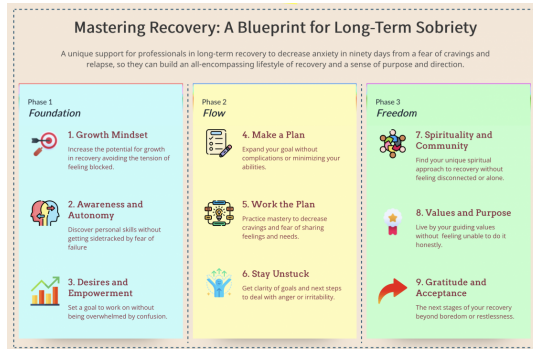 Mastering Recovery: A Blueprint for Long-Term Sobriety
A unique support for professionals in long-term recovery to decrease anxiety in ninety days from a fear of cravings and
relapse, so they can build an all-encompassing lifestyle of recovery and a sense of purpose and direction.
Phase 1
Foundation
1. Growth Mindset
Increase the potential for growth
in recovery avoiding the tension of
feeling blocked.
2. Awareness and
Autonomy
Discover personal skills without
getting sidetracked by fear of
failure
3. Desires and
Empowerment
Set a goal to work on without
being overwhelmed by confusion.
Phase 2
Flow
4. Make a Plan
Expand your goal without
complications or minimizing your
abilities.
5. Work the Plan
Practice mastery to decrease
cravings and fear of sharing
feelings and needs.
6. Stay Unstuck
Get clarity of goals and next steps
to deal with anger or irritability.
Phase 3
Freedom
7. Spirituality and
Community
Find your unique spiritual
approach to recovery without
feeling disconnected or alone.
8. Values and Purpose
Live by your guiding values
without feeling unable to do it
honestly.
9. Gratitude and
Acceptance
The next stages of your recovery
beyond boredom or restlessness.